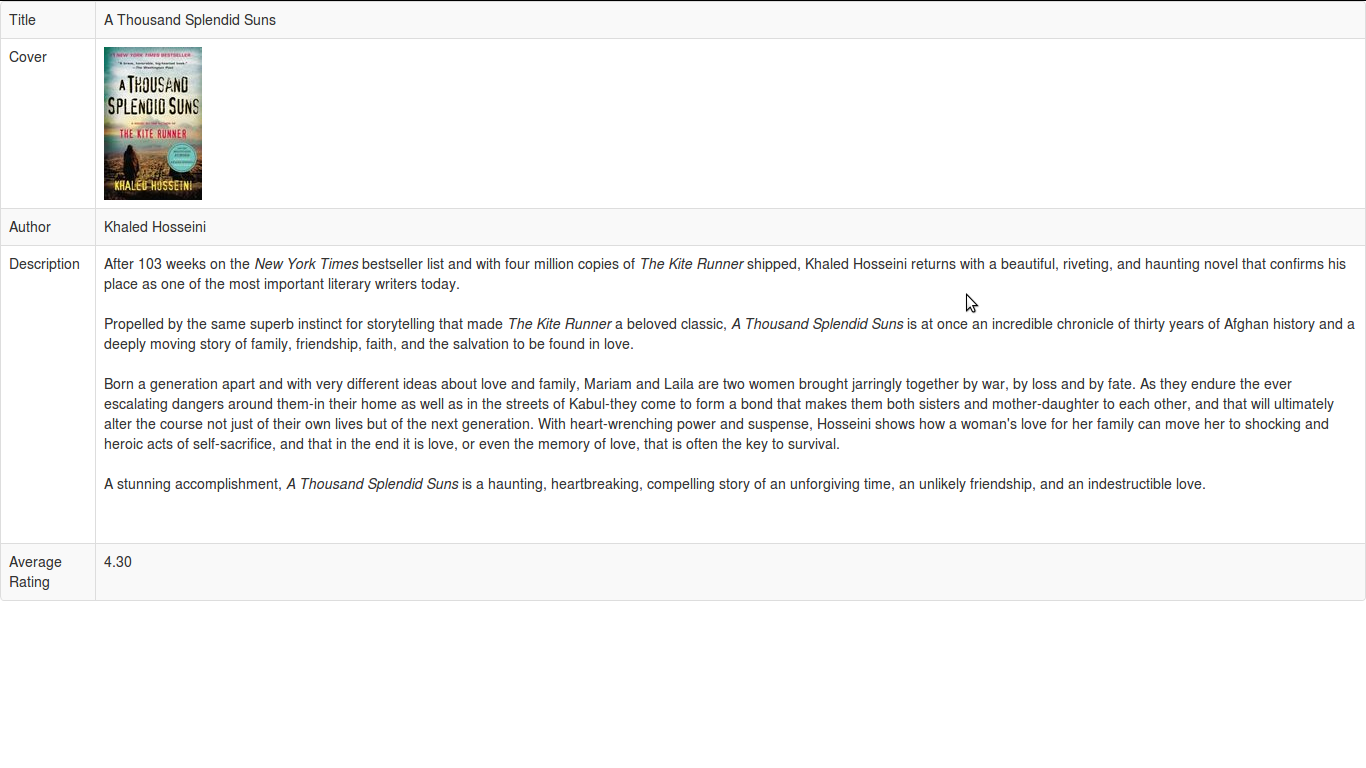 Title
A Thousand Splendid Suns
Cover
#1 NEW YORK TIMES BESTSELLER
—The Washington Post
A THOUSAND
SPLENDID SUNS
THE KITE RUNNER
KHALED HOSSEINI
Author
Khaled Hosseini
Description
After 103 weeks on the New York Times bestseller list and with four million copies of The Kite Runner shipped, Khaled Hosseini returns with a beautiful, riveting, and haunting novel that confirms his
place as one of the most important literary writers today.
Propelled by the same superb instinct for storytelling that made The Kite Runner a beloved classic, A Thousand Splendid Suns is at once an incredible chronicle of thirty years of Afghan history and a
deeply moving story of family, friendship, faith, and the salvation to be found in love.
Born a generation apart and with very different ideas about love and family, Mariam and Laila are two women brought jarringly together by war, by loss and by fate. As they endure the ever
escalating dangers around them-in their home as well as in the streets of Kabul-they come to form a bond that makes them both sisters and mother-daughter to each other, and that will ultimately
alter the course not just of their own lives but of the next generation. With heart-wrenching power and suspense, Hosseini shows how a woman's love for her family can move her to shocking and
heroic acts of self-sacrifice, and that in the end it is love, or even the memory of love, that is often the key to survival.
A stunning accomplishment, A Thousand Splendid Suns is a haunting, heartbreaking, compelling story of an unforgiving time, an unlikely friendship, and an indestructible love.
Average
Rating
4.30